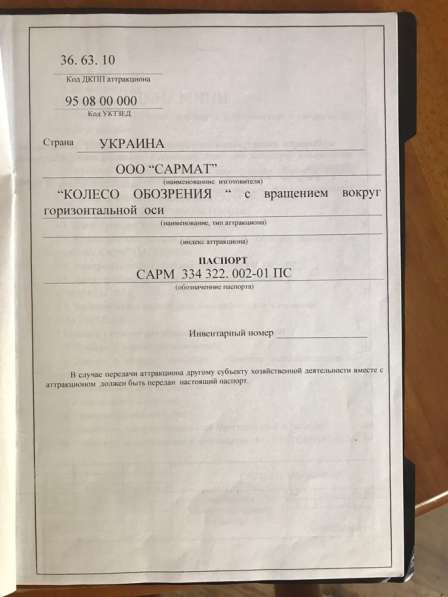 36. 63. 10
Код ДКПП аттракциона
95 08 00 000
Код УКТЗЕД
Страна УКРАИНА
ООО “САРМАТ”
(наименование изготовителя)
“КОЛЕСО ОБОЗРЕНИЯ “ с вращением вокруг
горизонтальной оси
(наименование, тип аттракциона)
(индекс аттракциона)
ПАСПОРТ
САРМ 334 322. 002-01 ПС
(обозначение паспорта)
Инвентарный номер
В случае передачи аттракциона другому субъекту хозяйственной деятельности вместе с
аттракционом должен быть передан настоящий паспорт.